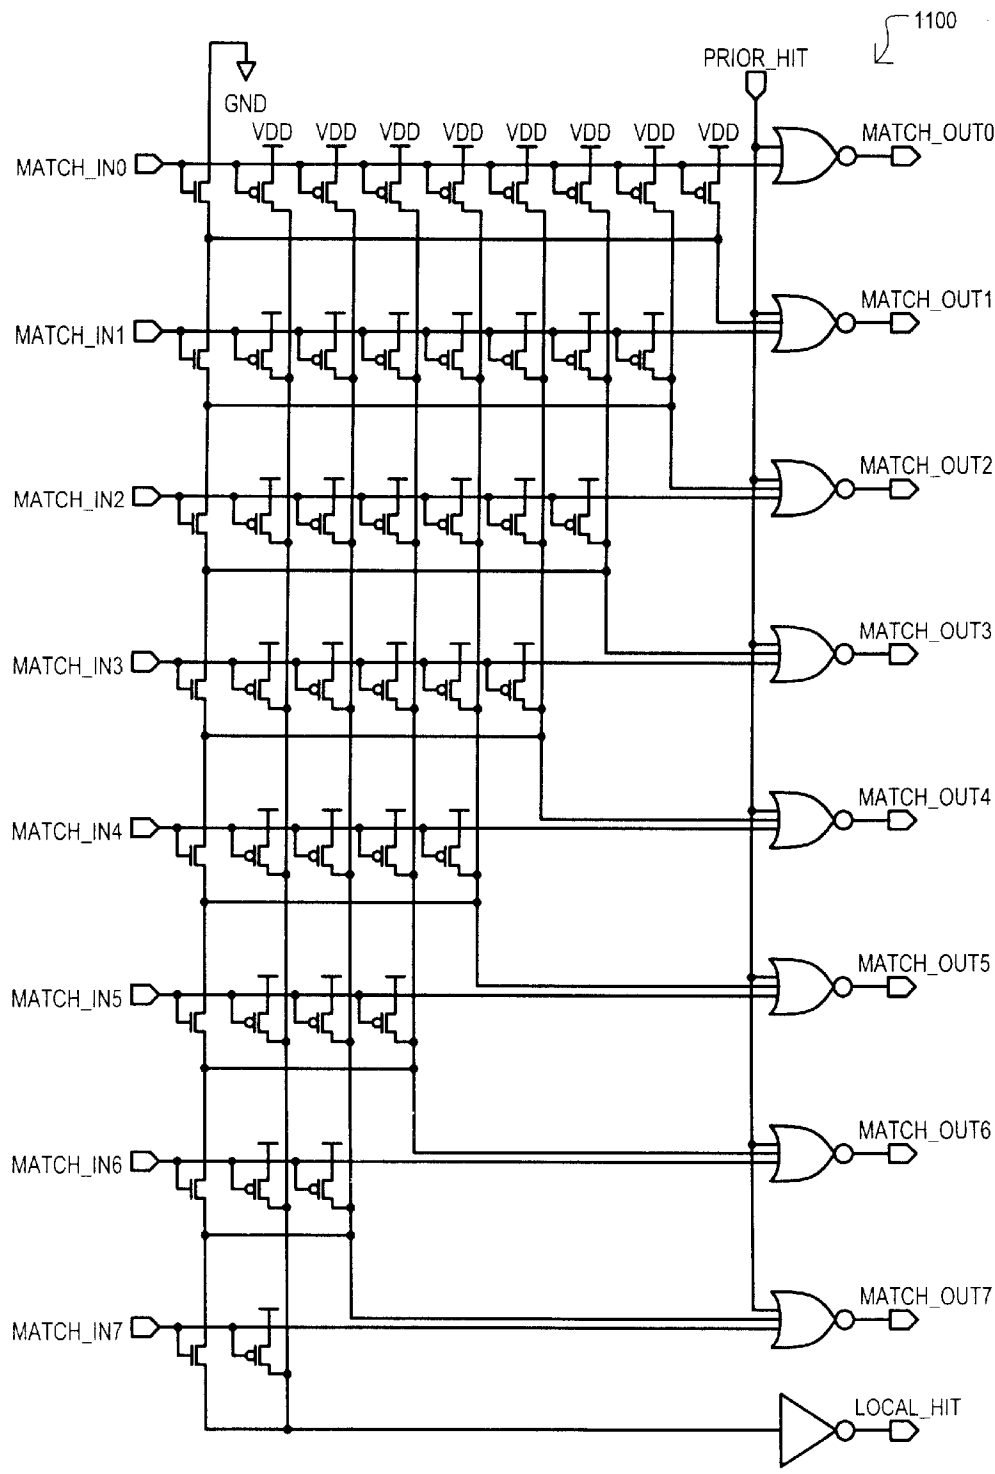 1100
PRIOR_HIT
GND
VDD VDD VDD VDD VDD VDD VDD VDD
MATCH_IN0
MATCH_OUT0
MATCH_IN1
MATCH_OUT1
MATCH_IN2
MATCH_OUT2
MATCH_IN3
MATCH_OUT3
MATCH_IN4
MATCH_OUT4
MATCH_IN5
MATCH_OUT5
MATCH_IN6
MATCH_OUT6
MATCH_IN7
MATCH_OUT7
LOCAL_HIT